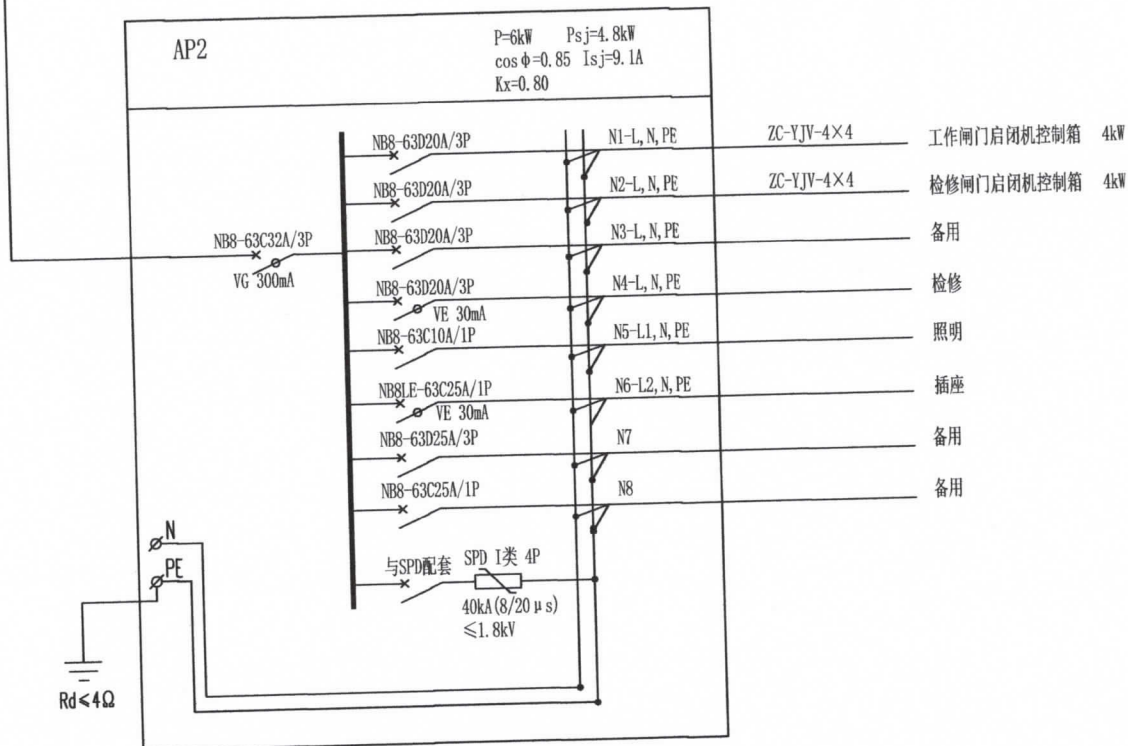 AP2
P=6kW Psj=4.8kW
cosφ=0.85 Isj=9.1A
Kx=0.80
NB8-63D20A/3P N1-L, N, PE ZC-YJV-4×4 工作闸门启闭机控制箱 4kW
NB8-63D20A/3P N2-L, N, PE ZC-YJV-4×4 检修闸门启闭机控制箱 4kW
NB8-63C32A/3P
VG 300mA
NB8-63D20A/3P N3-L, N, PE 备用
NB8-63D20A/3P N4-L, N, PE 检修
VE 30mA
NB8-63C10A/1P N5-L1, N, PE 照明
NB8LE-63C25A/1P N6-L2, N, PE 插座
VE 30mA
NB8-63D25A/3P N7 备用
NB8-63C25A/1P N8 备用
N
PE
与SPD配套 SPD I类 4P
40kA(8/20μs)
≤1.8kV
Rd≤4Ω